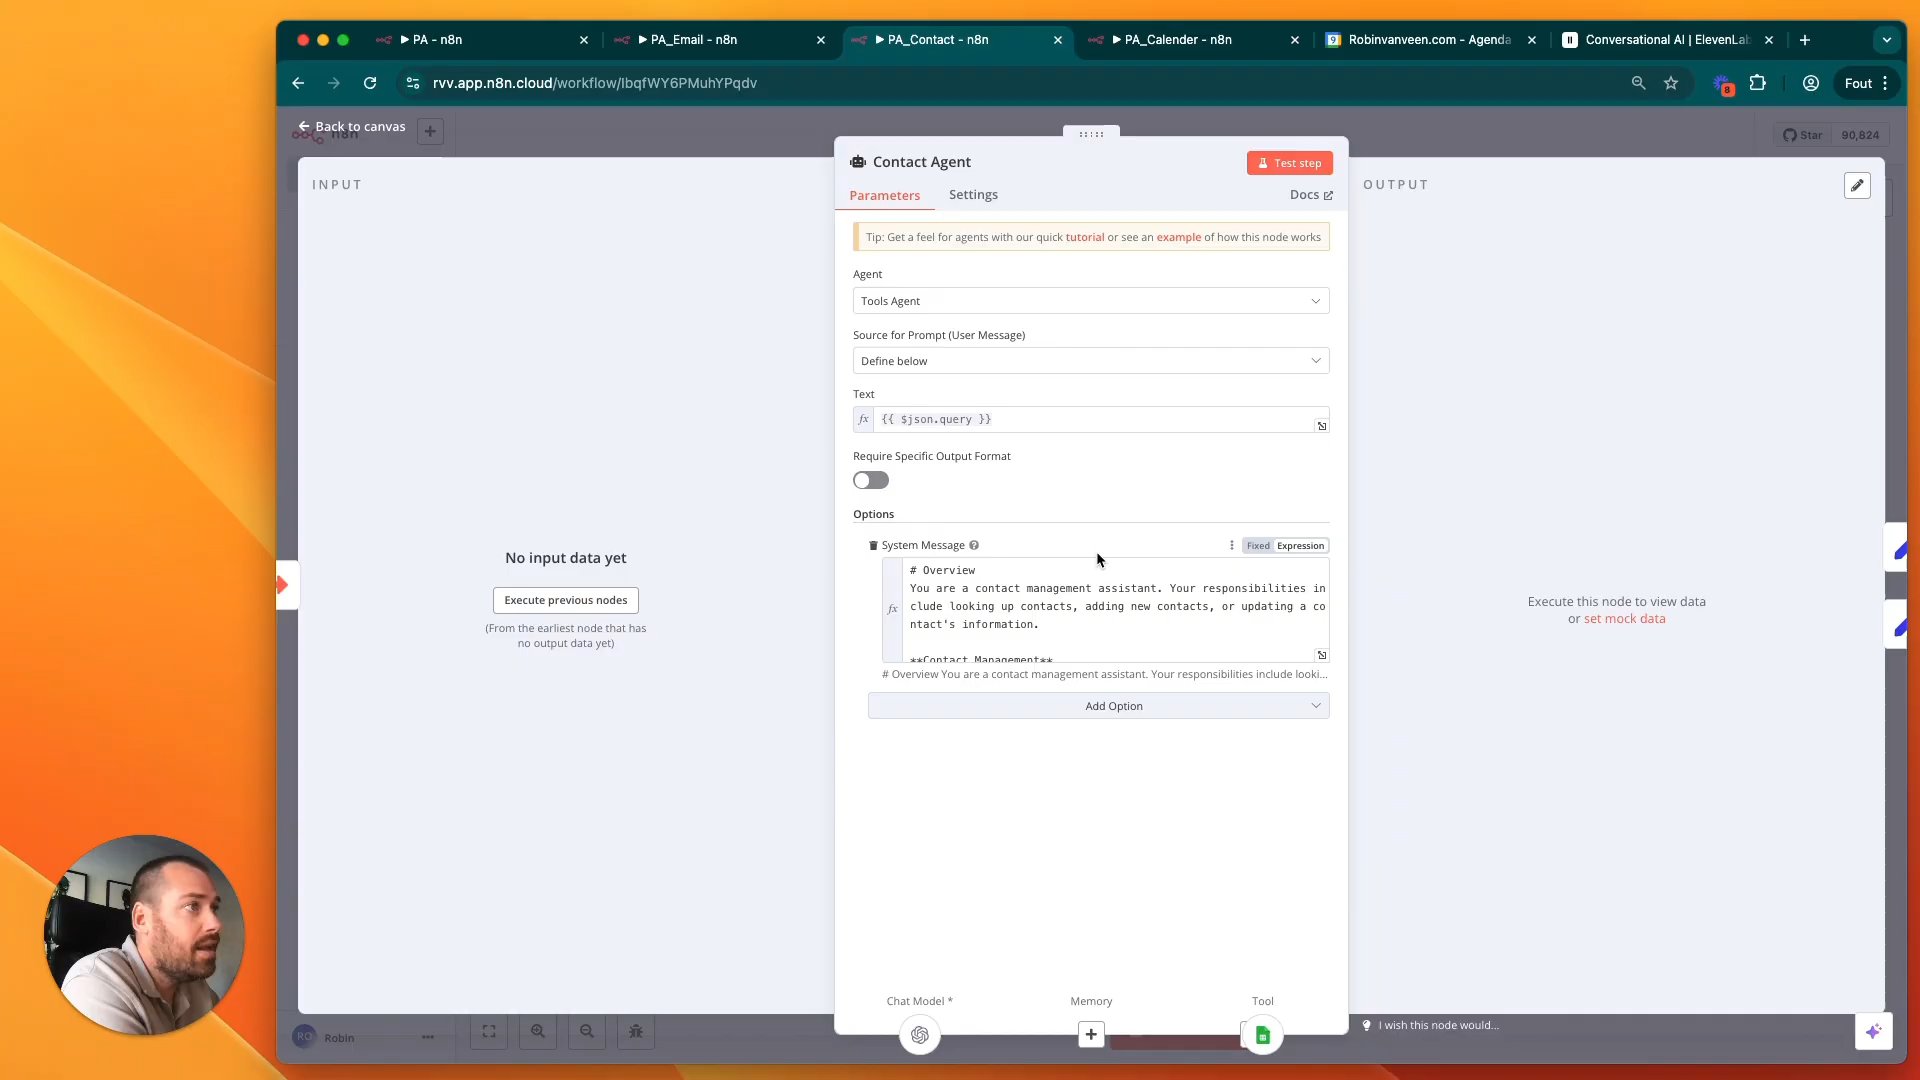 PA - n8n
PA_Email - n8n
PA_Contact - n8n
PA_Calender - n8n
9
Robinvanveen.com - Agenda
Conversational AI | ElevenLab
rvv.app.n8n.cloud/workflow/lbqfWY6PMuhYPqdv
8
Fout
Back to canvas
n8n
Star
90,824
INPUT
Contact Agent
Test step
Parameters
Settings
Docs
OUTPUT
Tip: Get a feel for agents with our quick tutorial or see an example of how this node works
Agent
Tools Agent
Source for Prompt (User Message)
Define below
Text
fx
{{ $json.query }}
Require Specific Output Format
Options
System Message
Fixed
Expression
fx
# Overview
You are a contact management assistant. Your responsibilities in
clude looking up contacts, adding new contacts, or updating a co
ntact's information.
**Contact Management**
# Overview You are a contact management assistant. Your responsibilities include looki...
Add Option
No input data yet
Execute previous nodes
(From the earliest node that has
no output data yet)
Execute this node to view data
or set mock data
Chat Model *
Memory
Tool
I wish this node would...
RO
Robin